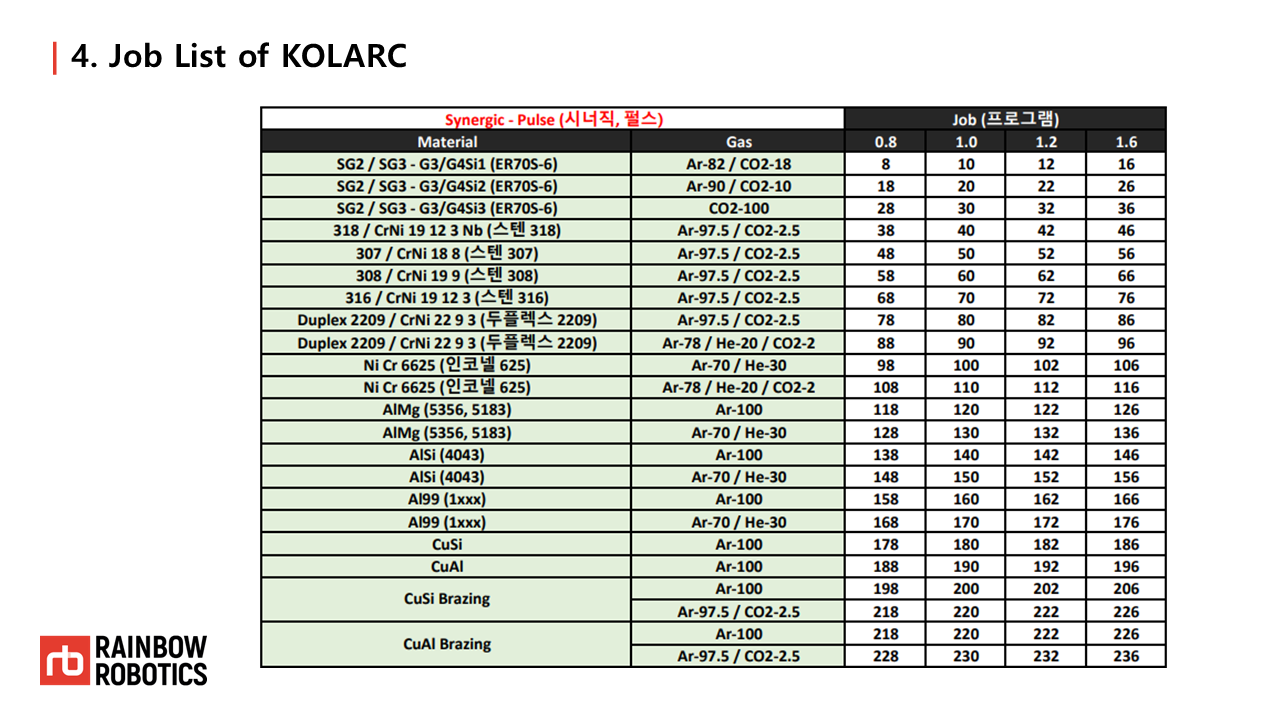 4. Job List of KOLARC
Synergic - Pulse (시너직, 펄스) Job (프로그램)
Material Gas 0.8 1.0 1.2 1.6
SG2 / SG3 - G3/G4Si1 (ER70S-6) Ar-82 / CO2-18 8 10 12 16
SG2 / SG3 - G3/G4Si2 (ER70S-6) Ar-90 / CO2-10 18 20 22 26
SG2 / SG3 - G3/G4Si3 (ER70S-6) CO2-100 28 30 32 36
318 / CrNi 19 12 3 Nb (스텐 318) Ar-97.5 / CO2-2.5 38 40 42 46
307 / CrNi 18 8 (스텐 307) Ar-97.5 / CO2-2.5 48 50 52 56
308 / CrNi 19 9 (스텐 308) Ar-97.5 / CO2-2.5 58 60 62 66
316 / CrNi 19 12 3 (스텐 316) Ar-97.5 / CO2-2.5 68 70 72 76
Duplex 2209 / CrNi 22 9 3 (두플렉스 2209) Ar-97.5 / CO2-2.5 78 80 82 86
Duplex 2209 / CrNi 22 9 3 (두플렉스 2209) Ar-78 / He-20 / CO2-2 88 90 92 96
Ni Cr 6625 (인코넬 625) Ar-70 / He-30 98 100 102 106
Ni Cr 6625 (인코넬 625) Ar-78 / He-20 / CO2-2 108 110 112 116
AlMg (5356, 5183) Ar-100 118 120 122 126
AlMg (5356, 5183) Ar-70 / He-30 128 130 132 136
AlSi (4043) Ar-100 138 140 142 146
AlSi (4043) Ar-70 / He-30 148 150 152 156
Al99 (1xxx) Ar-100 158 160 162 166
Al99 (1xxx) Ar-70 / He-30 168 170 172 176
CuSi Ar-100 178 180 182 186
CuAl Ar-100 188 190 192 196
CuSi Brazing Ar-100 198 200 202 206
Ar-97.5 / CO2-2.5 218 220 222 226
CuAl Brazing Ar-100 218 220 222 226
Ar-97.5 / CO2-2.5 228 230 232 236
rb RAINBOW
ROBOTICS